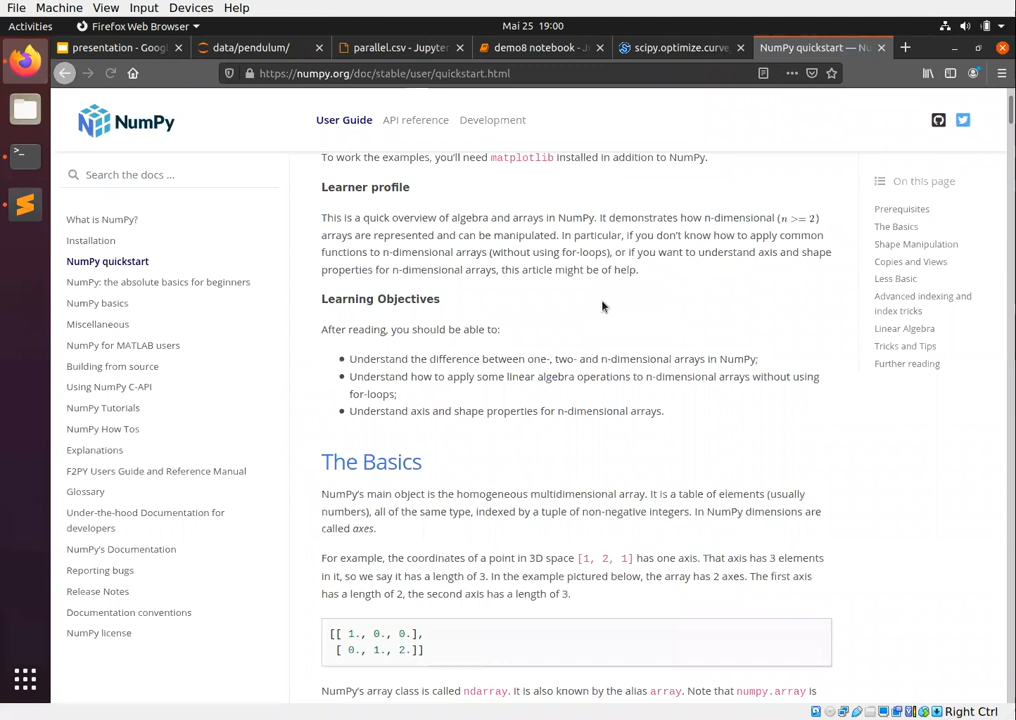 File Machine View Input Devices Help
Activities Firefox Web Browser Mai 25 19:00
presentation - Googl data/pendulum/ parallel.csv - Jupyter demo8 notebook - Ju scipy.optimize.curve_ NumPy quickstart — Nu
https://numpy.org/doc/stable/user/quickstart.html
NumPy
User Guide API reference Development
Search the docs ...
What is NumPy?
Installation
NumPy quickstart
NumPy: the absolute basics for beginners
NumPy basics
Miscellaneous
NumPy for MATLAB users
Building from source
Using NumPy C-API
NumPy Tutorials
NumPy How Tos
Explanations
F2PY Users Guide and Reference Manual
Glossary
Under-the-hood Documentation for
developers
NumPy's Documentation
Reporting bugs
Release Notes
Documentation conventions
NumPy license
To work the examples, you'll need matplotlib installed in addition to NumPy.
Learner profile
This is a quick overview of algebra and arrays in NumPy. It demonstrates how n-dimensional (n >= 2)
arrays are represented and can be manipulated. In particular, if you don't know how to apply common
functions to n-dimensional arrays (without using for-loops), or if you want to understand axis and shape
properties for n-dimensional arrays, this article might be of help.
Learning Objectives
After reading, you should be able to:
Understand the difference between one-, two- and n-dimensional arrays in NumPy;
Understand how to apply some linear algebra operations to n-dimensional arrays without using
for-loops;
Understand axis and shape properties for n-dimensional arrays.
The Basics
NumPy's main object is the homogeneous multidimensional array. It is a table of elements (usually
numbers), all of the same type, indexed by a tuple of non-negative integers. In NumPy dimensions are
called axes.
For example, the coordinates of a point in 3D space [1, 2, 1] has one axis. That axis has 3 elements
in it, so we say it has a length of 3. In the example pictured below, the array has 2 axes. The first axis
has a length of 2, the second axis has a length of 3.
[[ 1., 0., 0.],
[ 0., 1., 2.]]
NumPy's array class is called ndarray. It is also known by the alias array. Note that numpy.array is
On this page
Prerequisites
The Basics
Shape Manipulation
Copies and Views
Less Basic
Advanced indexing and
index tricks
Linear Algebra
Tricks and Tips
Further reading
Right Ctrl